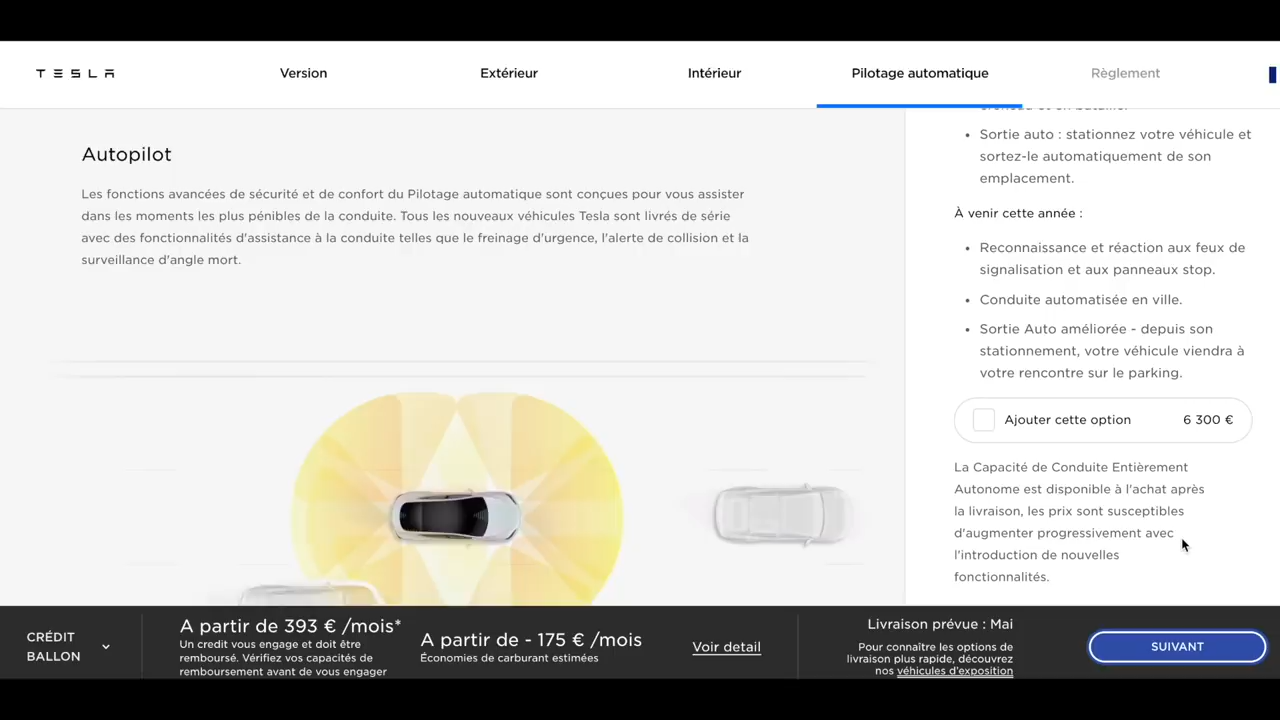 TESLA
Version
Extérieur
Intérieur
Pilotage automatique
Règlement
Autopilot
Les fonctions avancées de sécurité et de confort du Pilotage automatique sont conçues pour vous assister
dans les moments les plus pénibles de la conduite. Tous les nouveaux véhicules Tesla sont livrés de série
avec des fonctionnalités d'assistance à la conduite telles que le freinage d'urgence, l'alerte de collision et la
surveillance d'angle mort.
• Sortie auto : stationnez votre véhicule et
sortez-le automatiquement de son
emplacement.
À venir cette année :
• Reconnaissance et réaction aux feux de
signalisation et aux panneaux stop.
• Conduite automatisée en ville.
• Sortie Auto améliorée - depuis son
stationnement, votre véhicule viendra à
votre rencontre sur le parking.
Ajouter cette option 6 300 €
La Capacité de Conduite Entièrement
Autonome est disponible à l'achat après
la livraison, les prix sont susceptibles
d'augmenter progressivement avec
l'introduction de nouvelles
fonctionnalités.
CRÉDIT
BALLON
A partir de 393 € /mois*
Un credit vous engage et doit être
remboursé. Vérifiez vos capacités de
remboursement avant de vous engager
A partir de - 175 € /mois
Économies de carburant estimées
Voir detail
Livraison prévue : Mai
Pour connaître les options de
livraison plus rapide, découvrez
nos véhicules d'exposition
SUIVANT